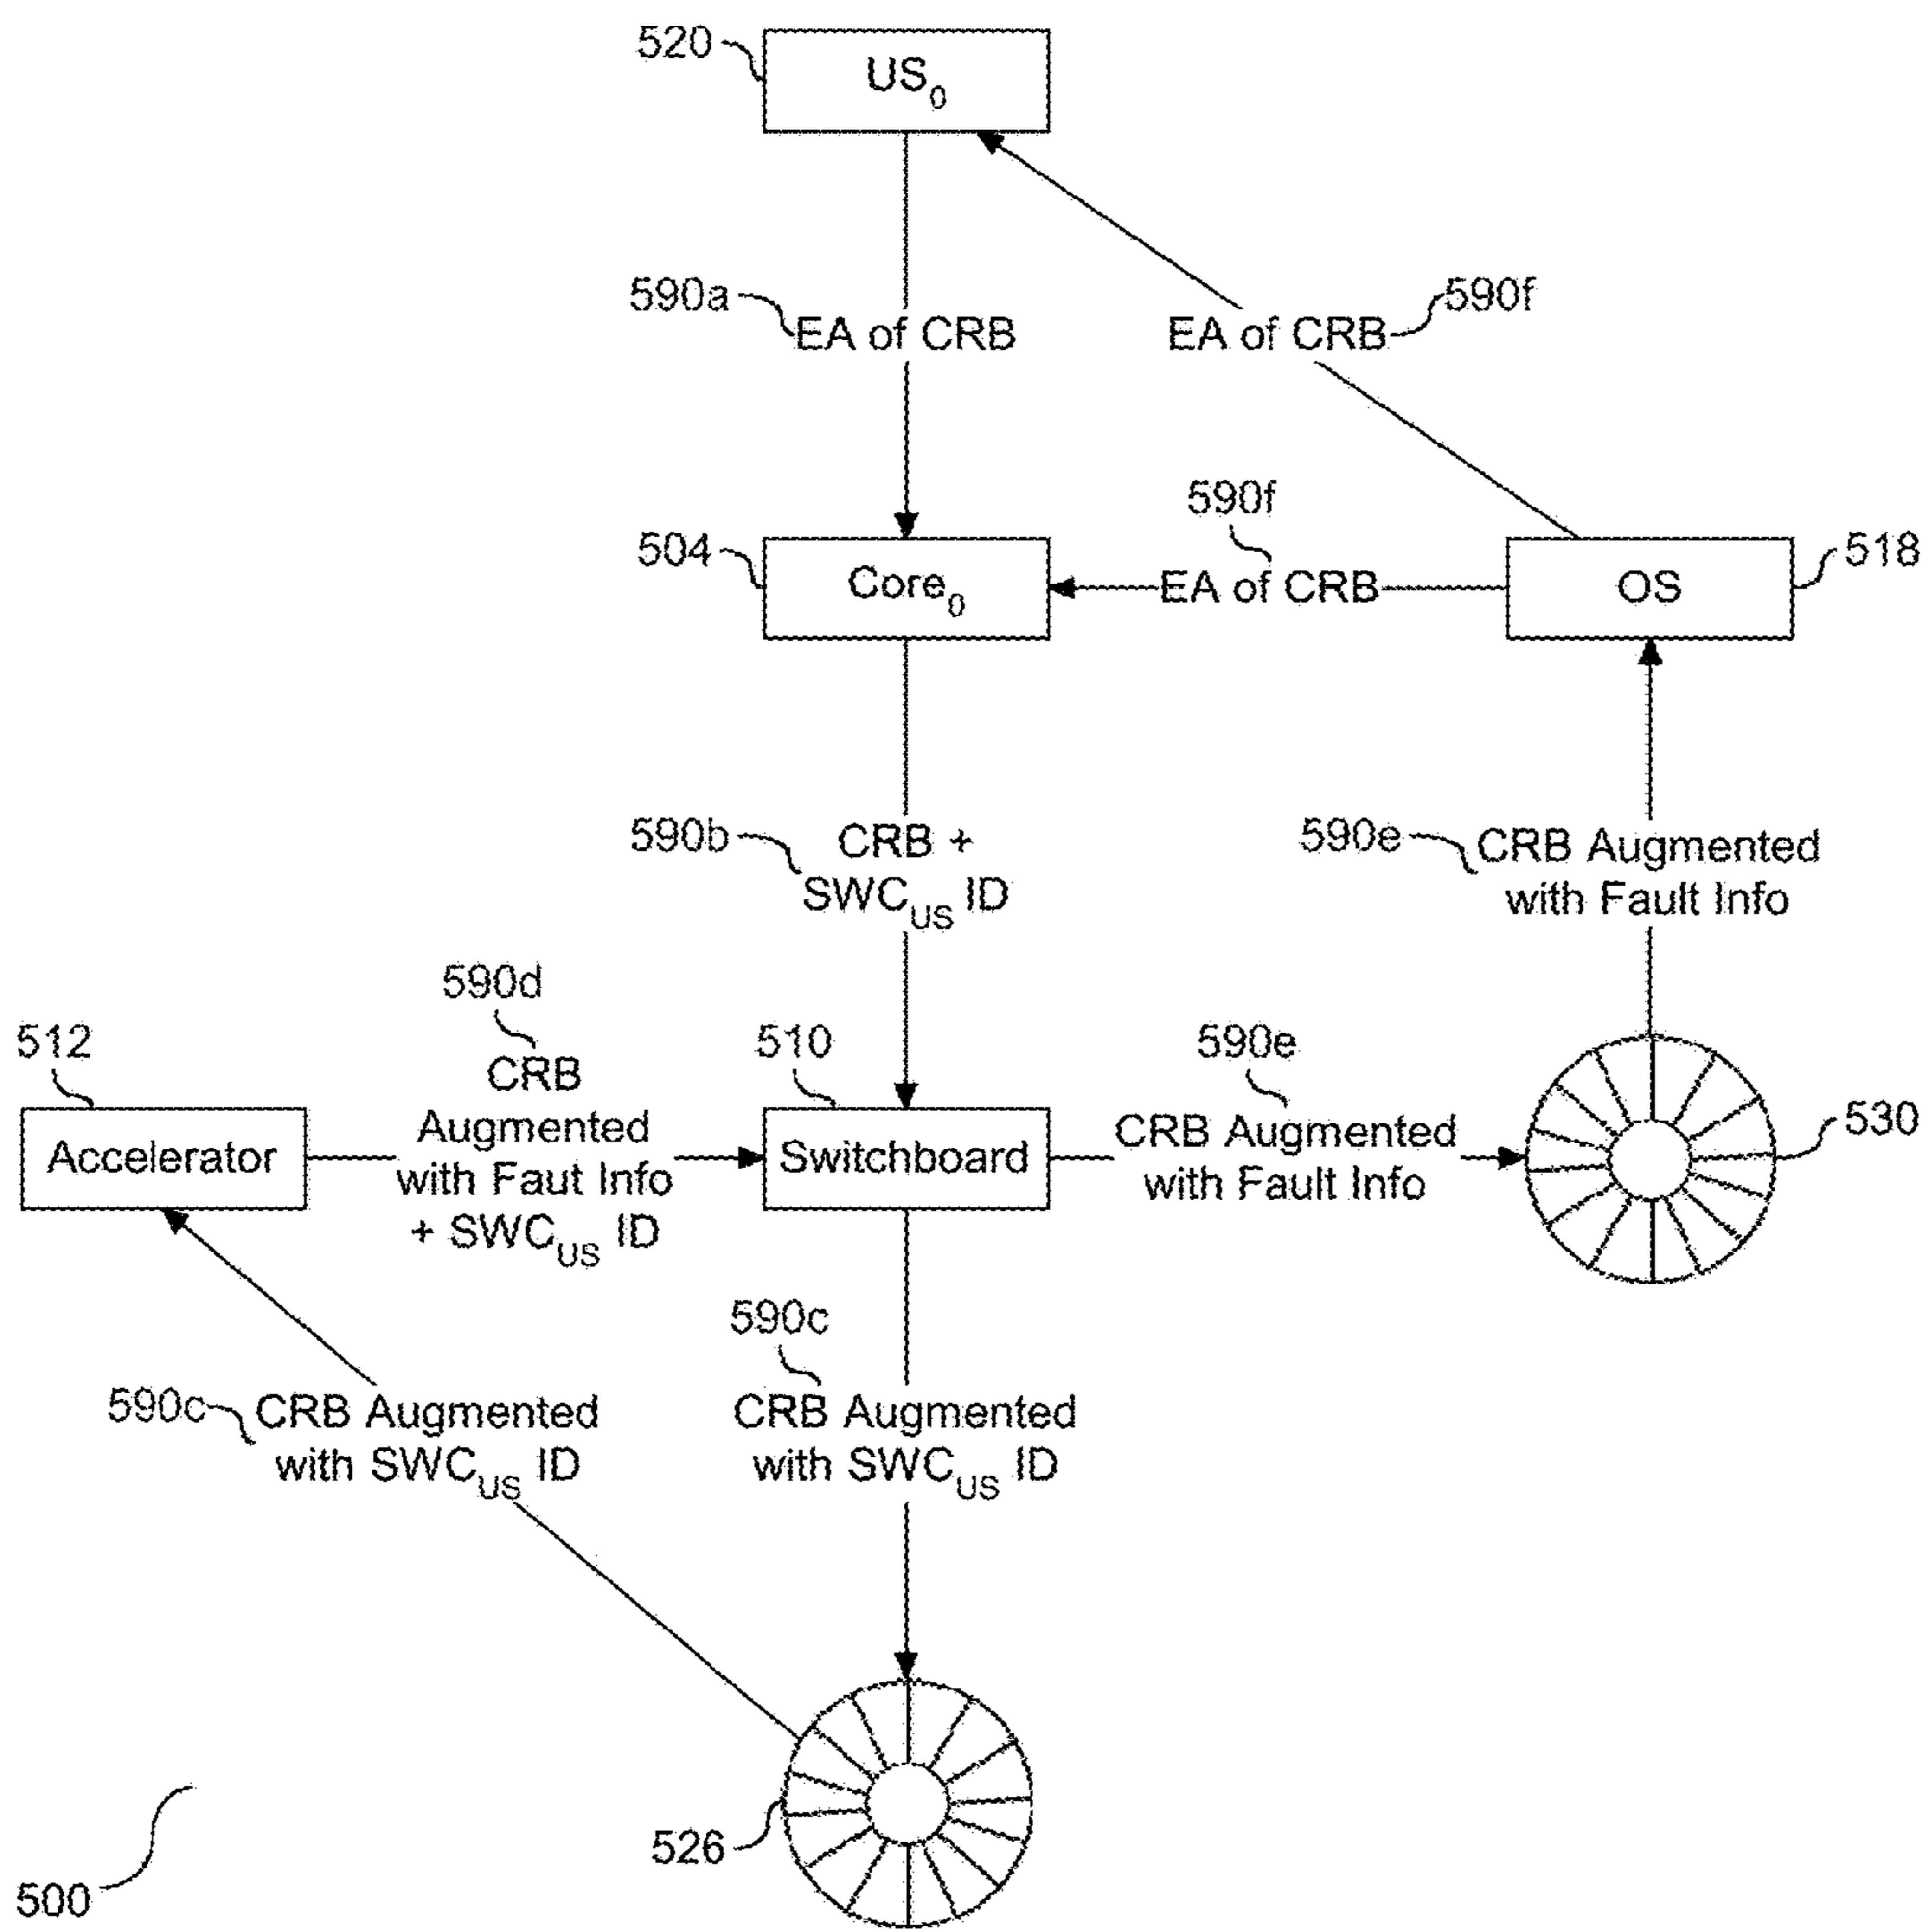 520
US0
590a
EA of CRB
590f
EA of CRB
590f
504
Core0
EA of CRB
OS
518
590b
CRB +
SWCUS ID
590e
CRB Augmented
with Fault Info
590d
512
CRB
Augmented
with Faut Info
+ SWCUS ID
Accelerator
510
Switchboard
590e
CRB Augmented
with Fault Info
530
590c
CRB Augmented
with SWCUS ID
590c
CRB Augmented
with SWCUS ID
526
500